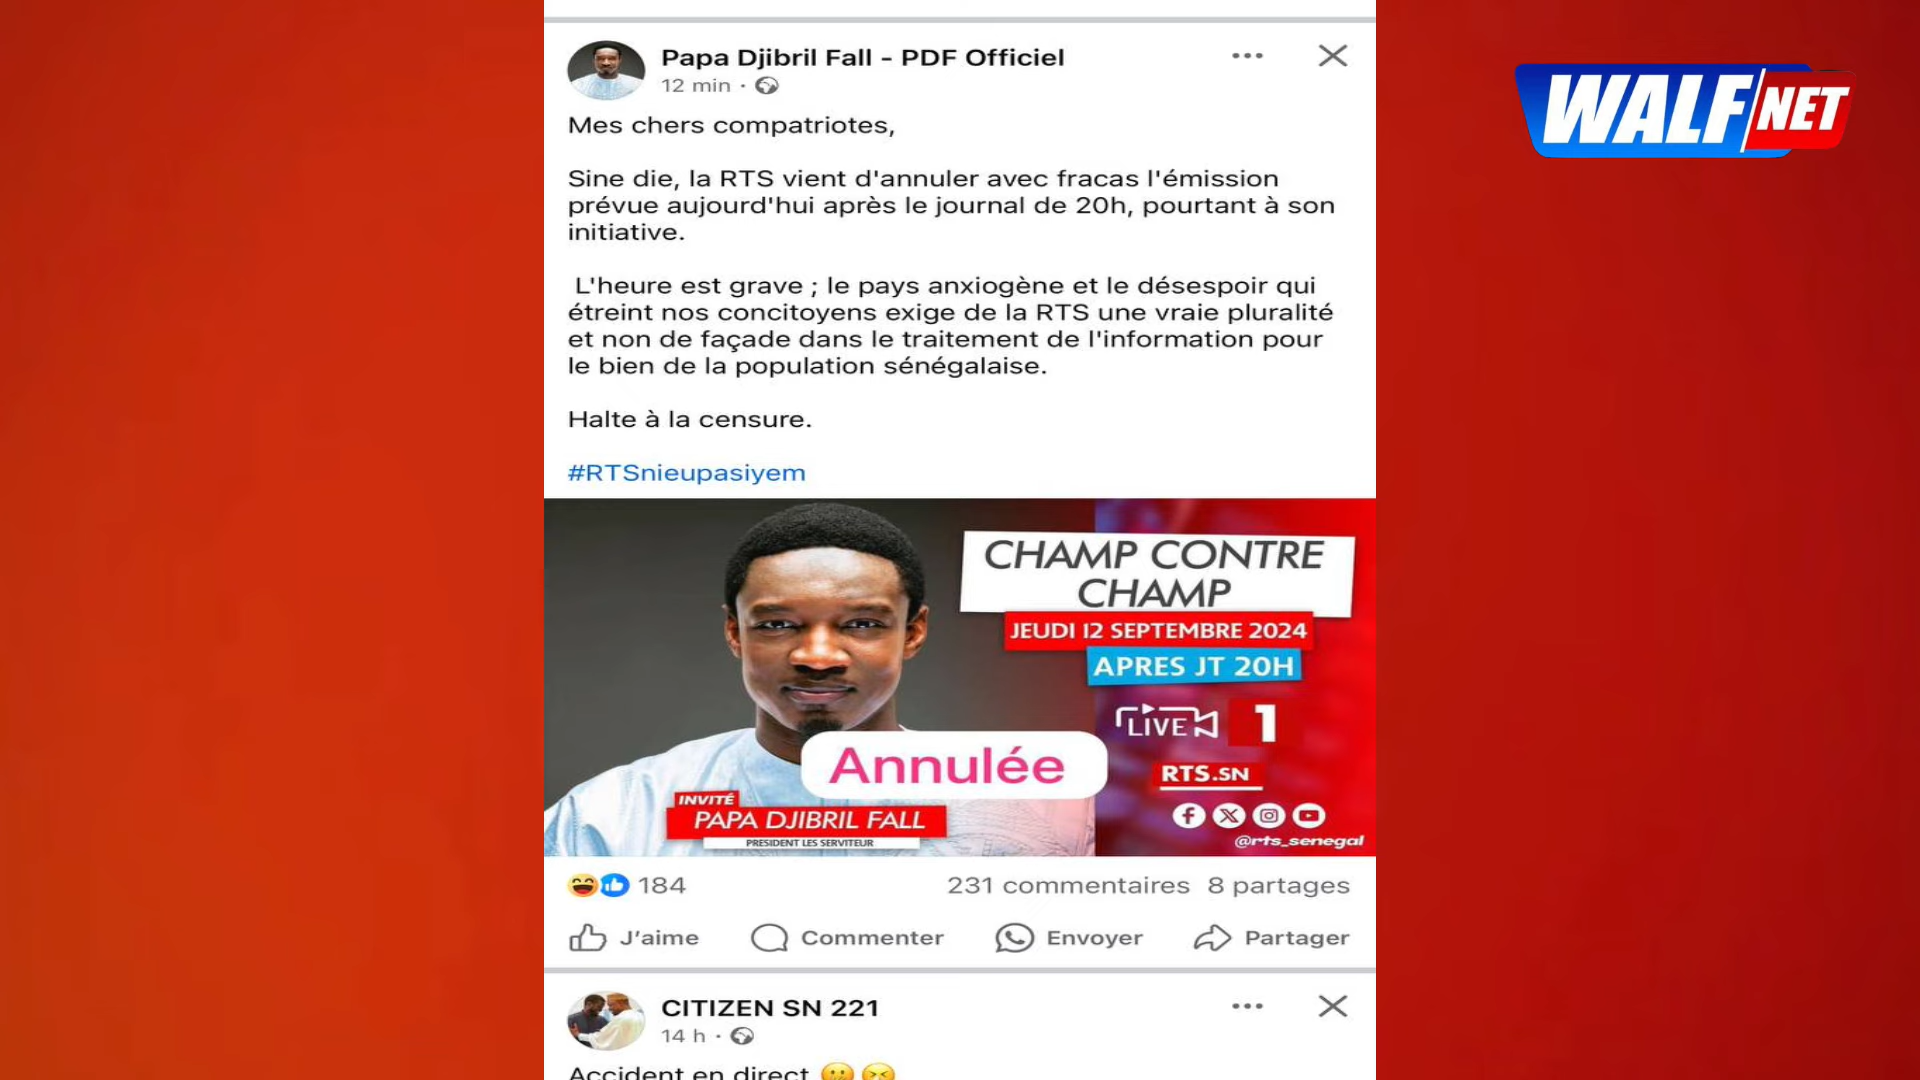 WALF NET
Papa Djibril Fall - PDF Officiel
12 min ·
Mes chers compatriotes,
Sine die, la RTS vient d'annuler avec fracas l'émission
prévue aujourd'hui après le journal de 20h, pourtant à son
initiative.
L'heure est grave ; le pays anxiogène et le désespoir qui
étreint nos concitoyens exige de la RTS une vraie pluralité
et non de façade dans le traitement de l'information pour
le bien de la population sénégalaise.
Halte à la censure.
#RTSnieupasiyem
CHAMP CONTRE
CHAMP
JEUDI 12 SEPTEMBRE 2024
APRES JT 20H
LIVE 1
Annulée
RTS.SN
INVITÉ
PAPA DJIBRIL FALL
PRESIDENT LES SERVITEUR
@rts_senegal
184
231 commentaires 8 partages
J'aime Commenter Envoyer Partager
CITIZEN SN 221
14 h ·
Accident en direct